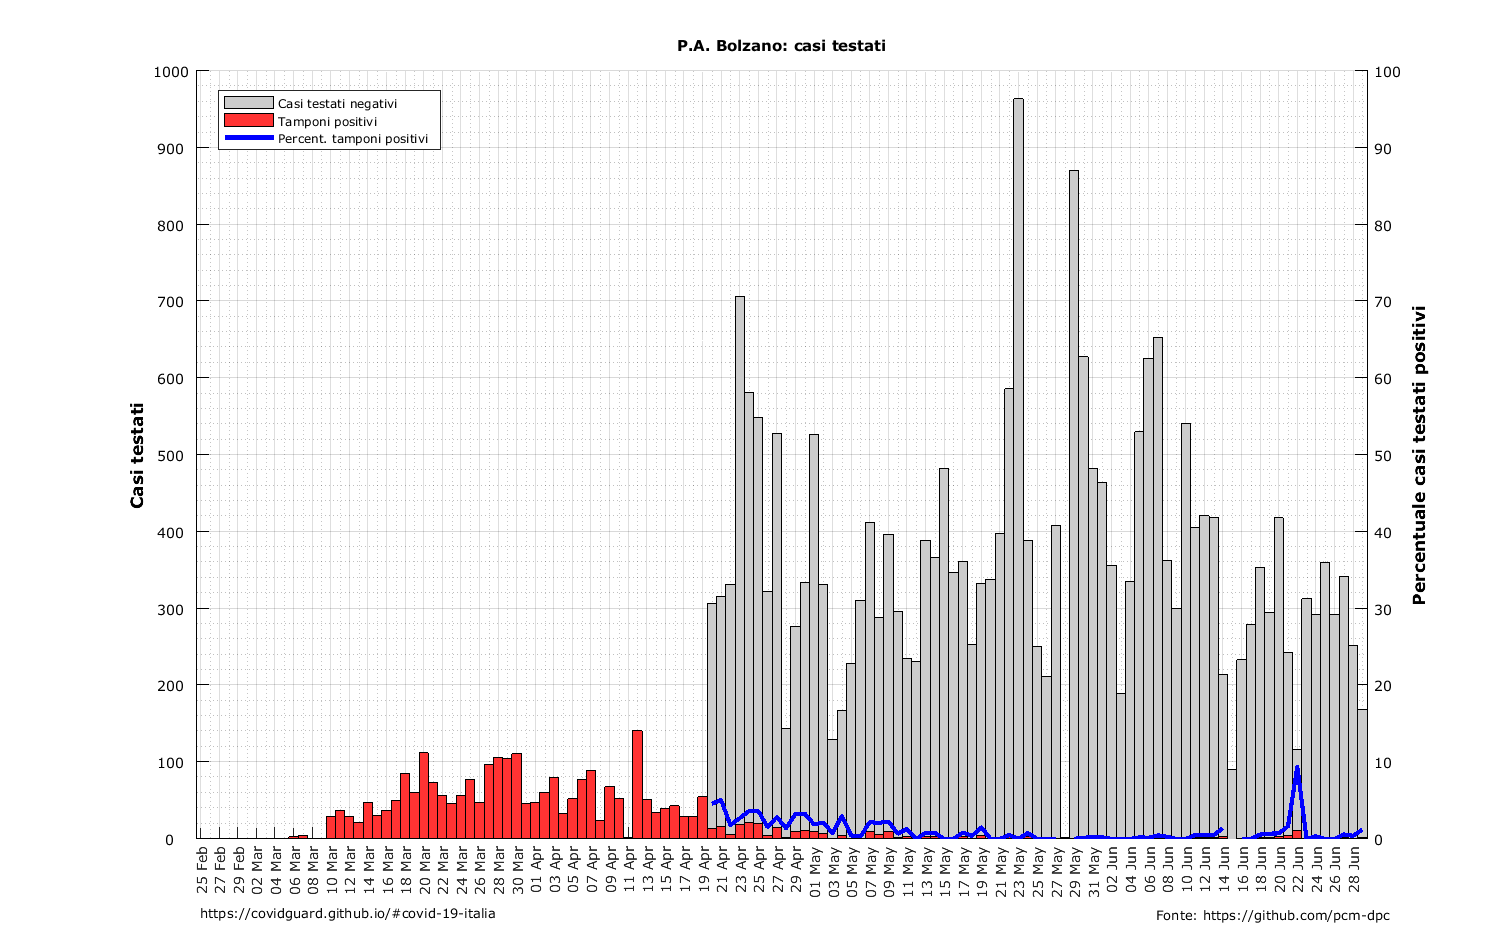 P.A. Bolzano: casi testati
Casi testati negativi
Tamponi positivi
Percent. tamponi positivi
Casi testati
1000
900
800
700
600
500
400
300
200
100
0
100
90
80
70
60
50
40
30
20
10
0
Percentuale casi testati positivi
25 Feb
27 Feb
29 Feb
02 Mar
04 Mar
06 Mar
08 Mar
10 Mar
12 Mar
14 Mar
16 Mar
18 Mar
20 Mar
22 Mar
24 Mar
26 Mar
28 Mar
30 Mar
01 Apr
03 Apr
05 Apr
07 Apr
09 Apr
11 Apr
13 Apr
15 Apr
17 Apr
19 Apr
21 Apr
23 Apr
25 Apr
27 Apr
29 Apr
01 May
03 May
05 May
07 May
09 May
11 May
13 May
15 May
17 May
19 May
21 May
23 May
25 May
27 May
29 May
31 May
02 Jun
04 Jun
06 Jun
08 Jun
10 Jun
12 Jun
14 Jun
16 Jun
18 Jun
20 Jun
22 Jun
24 Jun
26 Jun
28 Jun
https://covidguard.github.io/#covid-19-italia
Fonte: https://github.com/pcm-dpc